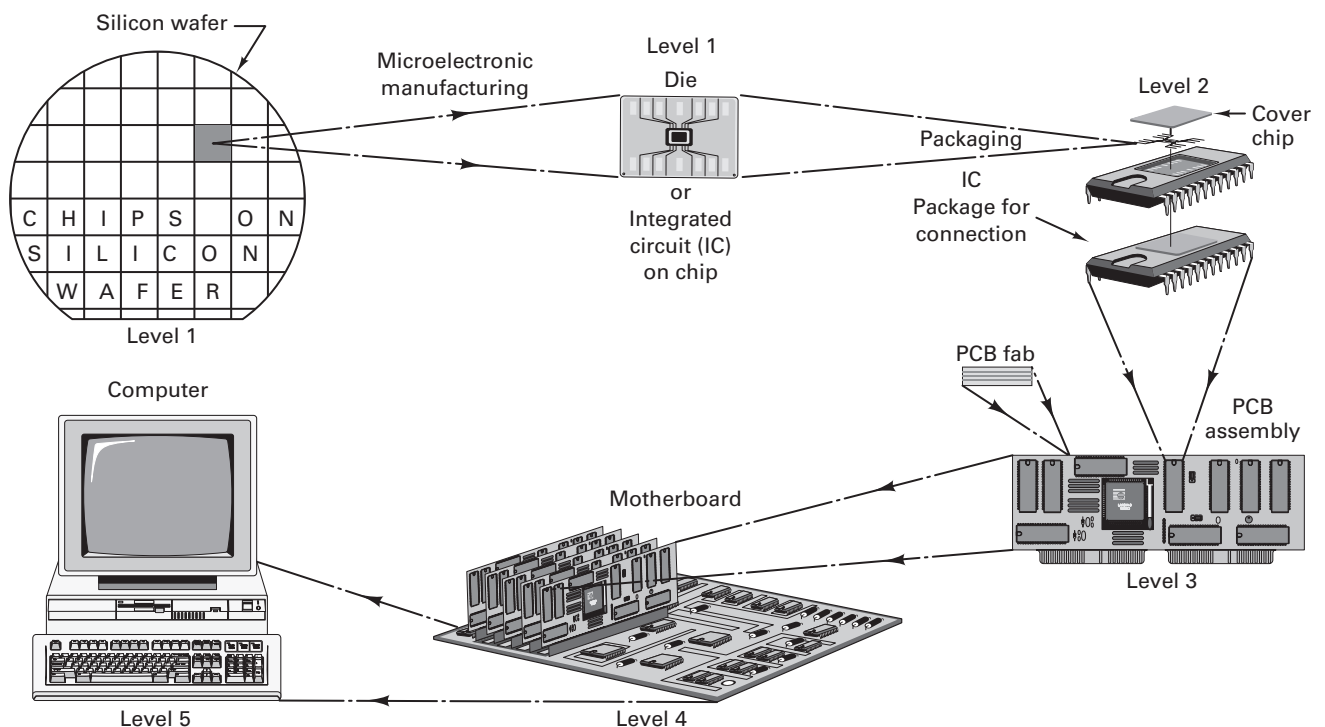 Silicon wafer
Microelectronic
manufacturing
Level 1
Die
or
Integrated
circuit (IC)
on chip
Packaging
Level 2
Cover
chip
IC
Package for
connection
C H I P S O N
S I L I C O N
W A F E R
Level 1
PCB fab
PCB
assembly
Level 3
Computer
Motherboard
Level 5
Level 4